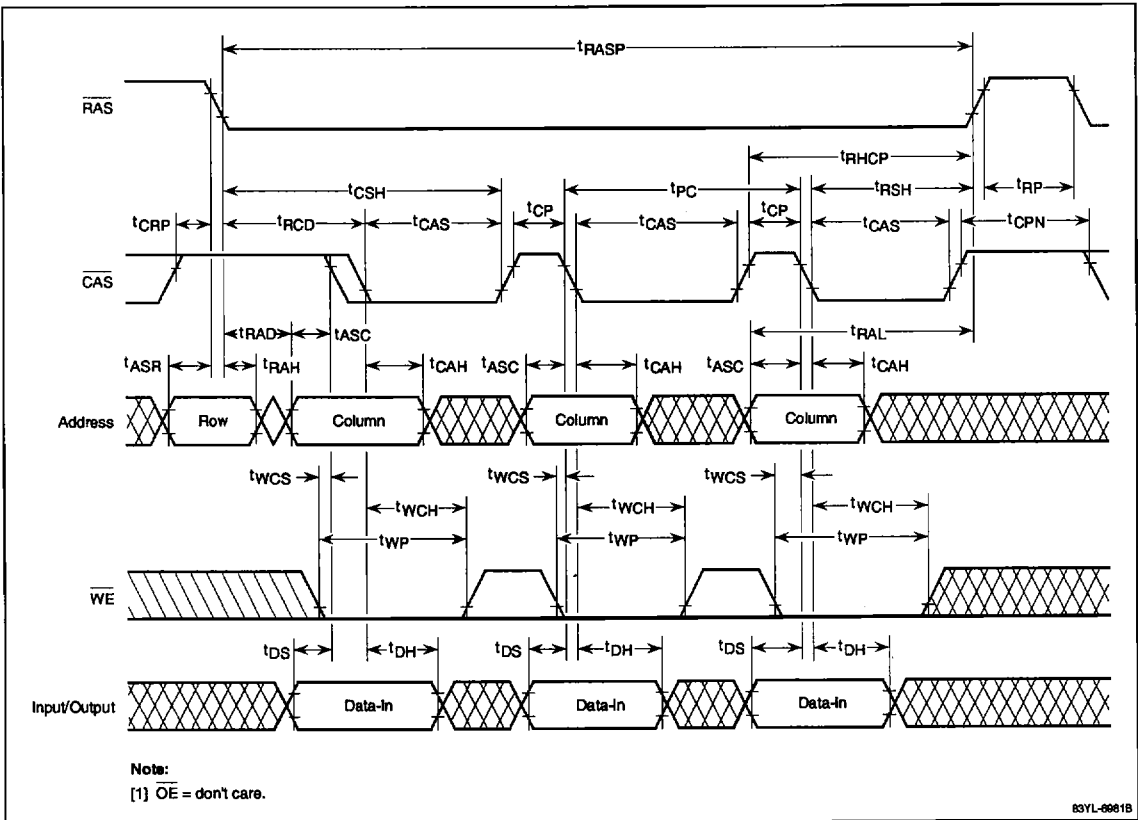 tRASP
RAS
tRHCP
tCSH
tPC
tRSH
tRP
tCRP
tRCD
tCAS
tCP
tCAS
tCP
tCAS
tCPN
CAS
tRAD
tASC
tRAL
tASR
tRAH
tCAH
tASC
tCAH
tASC
tCAH
Address
Row
Column
Column
Column
tWCS
tWCS
tWCS
tWCH
tWCH
tWCH
tWP
tWP
tWP
WE
tDS
tDH
tDS
tDH
tDS
tDH
Input/Output
Data-In
Data-In
Data-In
Note:
[1] OE = don't care.
83YL-6981B